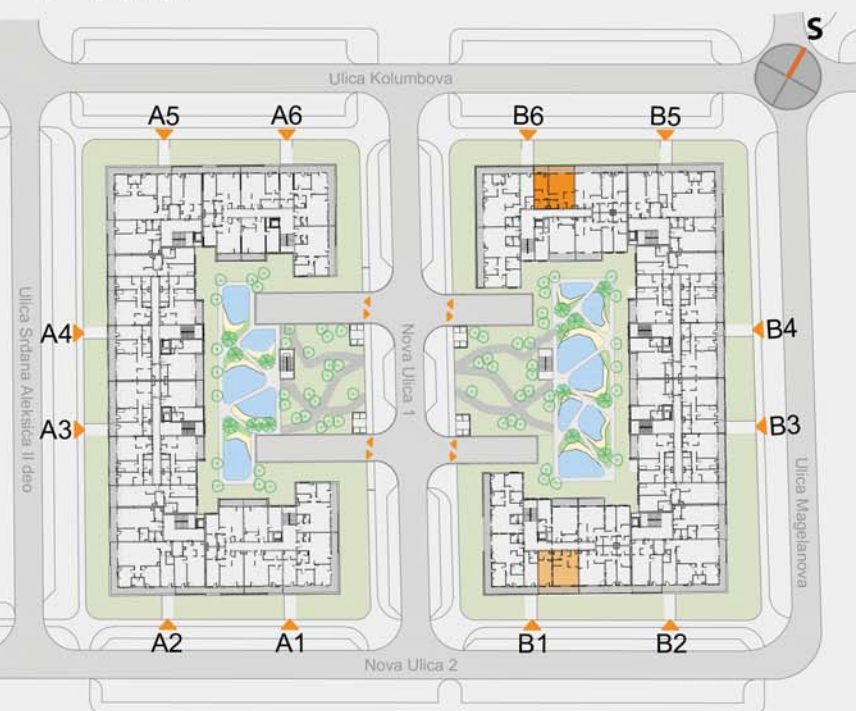 S
Ulica Kolumbova
A5
A6
B6
B5
Ulica Srđana Aleksića II deo
A4
Nova Ulica 1
B4
A3
B3
Ulica Magelanova
A2
A1
B1
B2
Nova Ulica 2